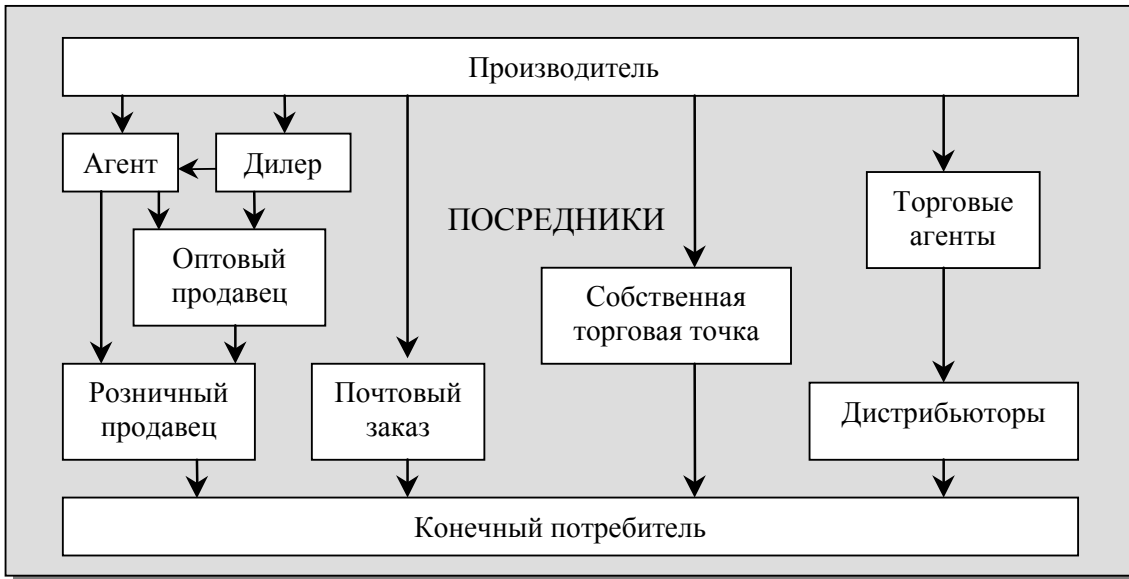 Производитель
Агент
Дилер
Торговые
агенты
ПОСРЕДНИКИ
Оптовый
продавец
Собственная
торговая точка
Розничный
продавец
Почтовый
заказ
Дистрибьюторы
Конечный потребитель